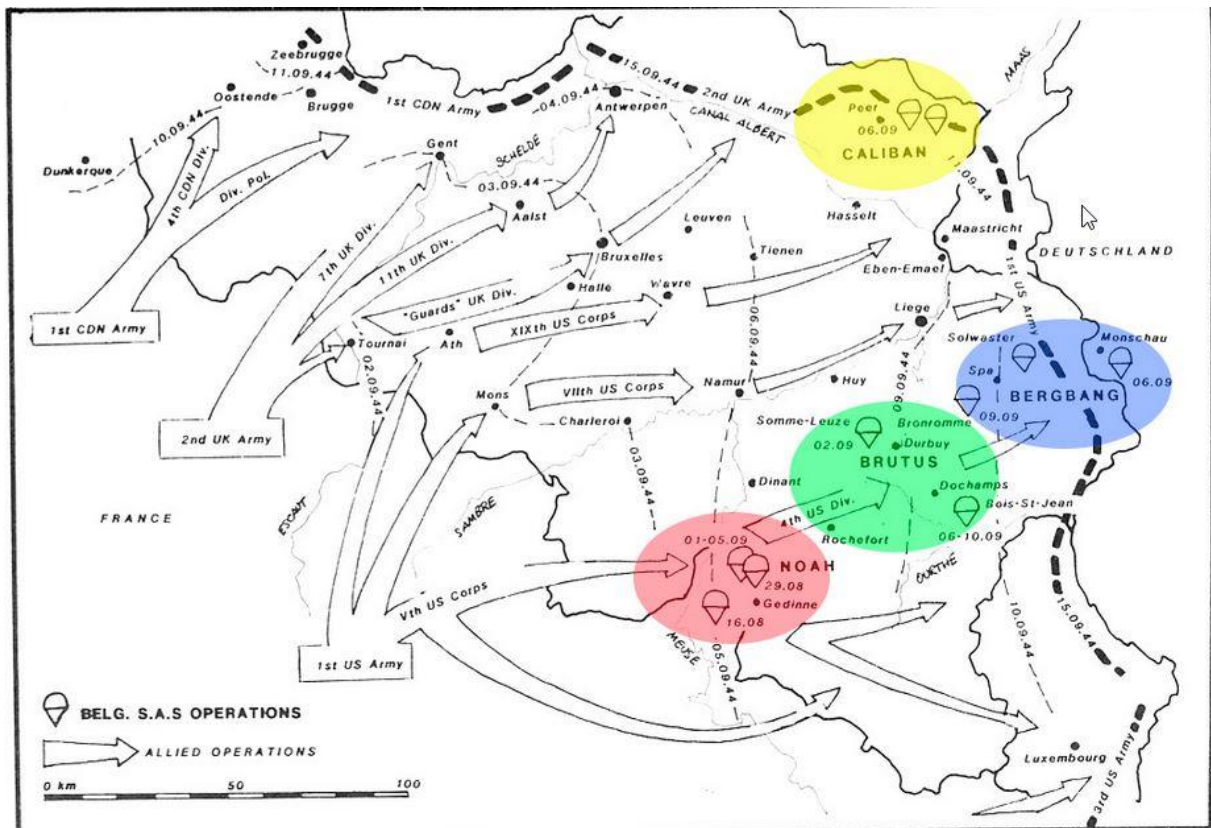 Zeebrugge
11.09.44
Oostende
Brugge
10.09.44
Dunkerque
4th CDN Div.
Div. Pol.
1st CDN Army
1st CDN Army
04.09.44
Antwerpen
15.09.44
2nd UK Army
CANAL ALBERT
MAAS
Peer
06.09
CALIBAN
.09.44
Gent
SCHELDE
03.09.44
Aalst
7th UK Div.
11th UK Div.
Leuven
Hasselt
Maastricht
DEUTSCHLAND
Bruxelles
Tienen
Eben-Emael
1st US Army
"Guards" UK Div.
Halle
Wavre
XIXth US Corps
06.09.44
Liege
Tournai
Ath
02.09.44
2nd UK Army
Mons
VIIth US Corps
Namur
Huy
09.09.44
Solwaster
Monschau
Spa
06.09
BERGBANG
09.09
Charleroi
Somme-Leuze
Bronromme
02.09
Durbuy
BRUTUS
03.09.44
Dinant
Dochamps
4th US Div.
Bois-St-Jean
Rochefort
06-10.09
OURTHE
FRANCE
ESCAUT
SAMBRE
01-05.09
NOAH
29.08
Gedinne
16.08
Vth US Corps
MEUSE
05.09.44
10.09.44
15.09.44
1st US Army
Luxembourg
3rd US Army
BELG. S.A.S OPERATIONS
ALLIED OPERATIONS
0 km
50
100